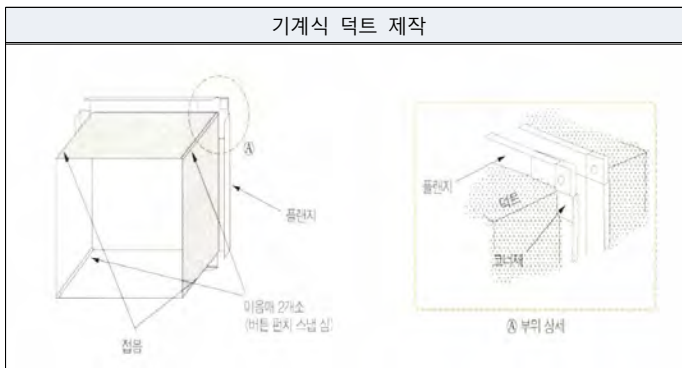 기계식 덕트 제작
Ⓐ
플랜지
이음매 2개소
(버튼 펀치 스냅 심)
접음
플랜지
덕트
코너재
Ⓐ 부위 상세